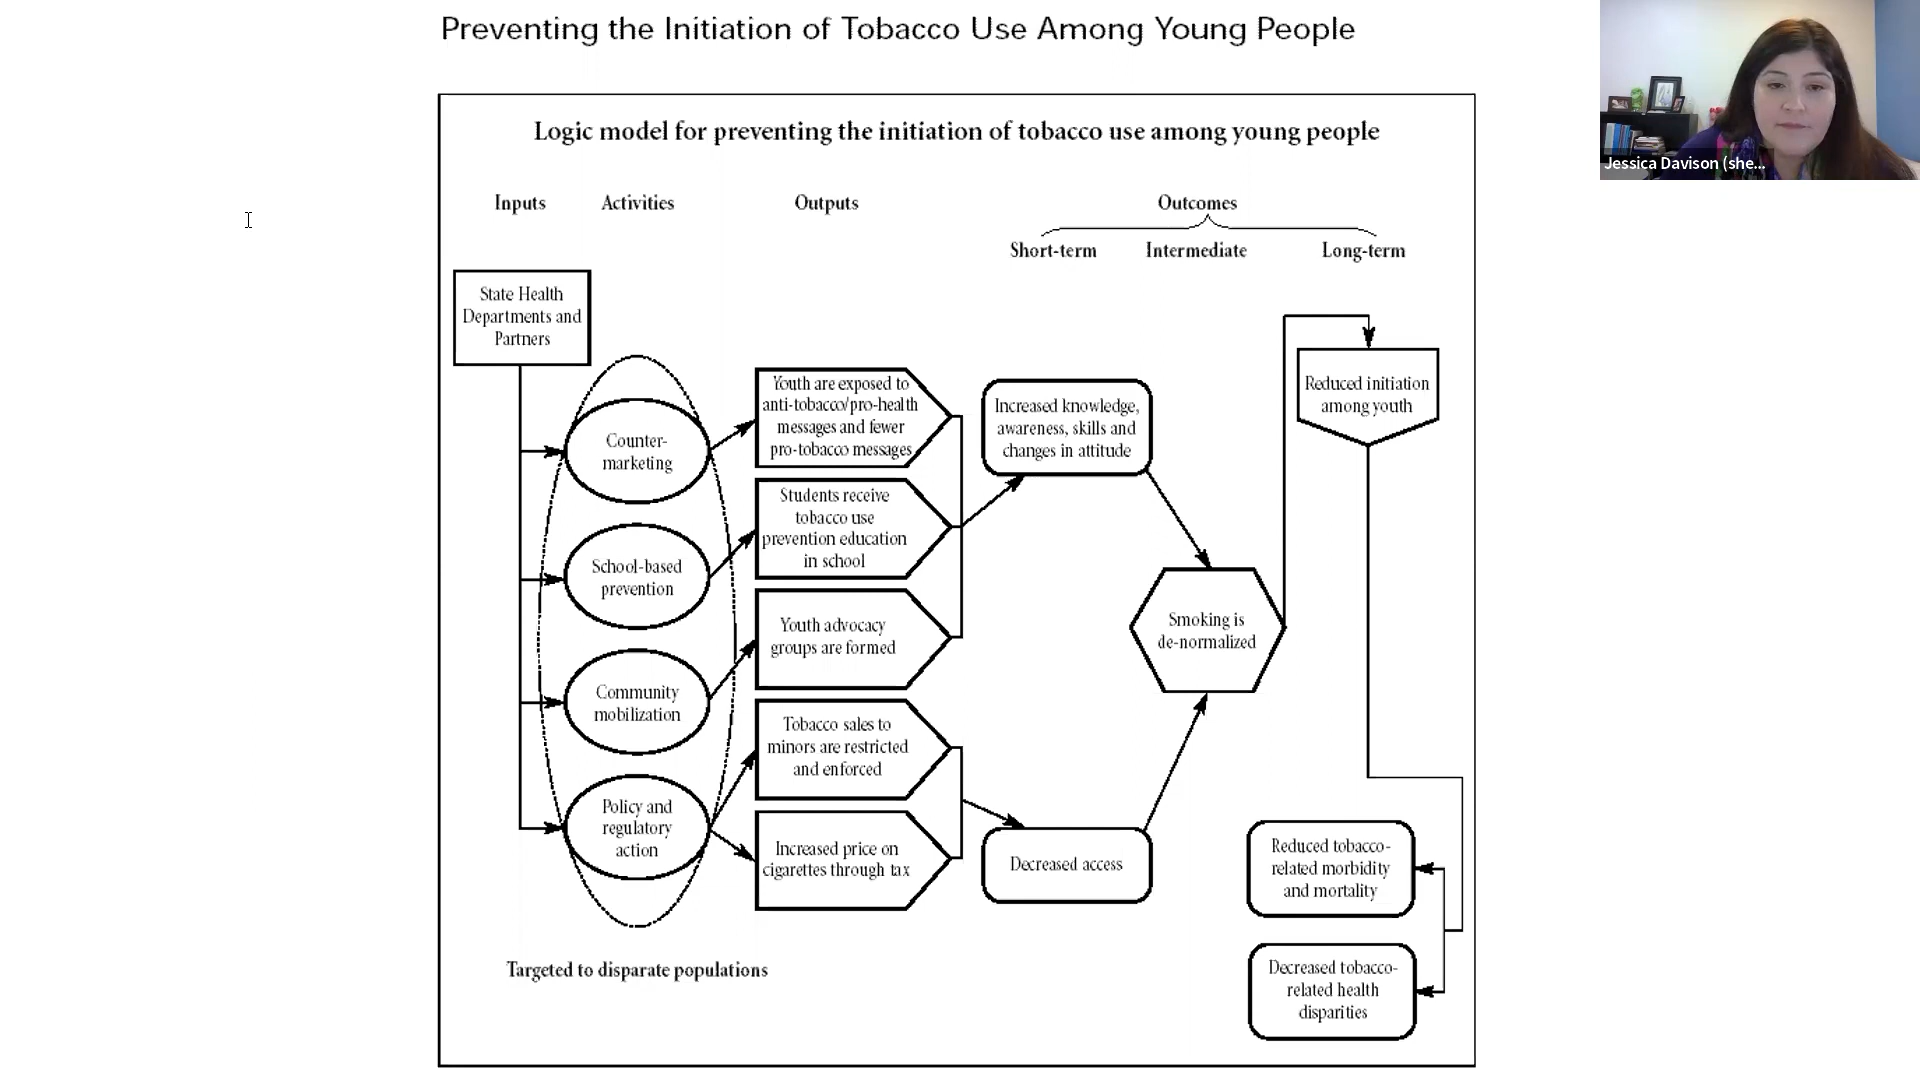 Preventing the Initiation of Tobacco Use Among Young People
Jessica Davison (she...
Logic model for preventing the initiation of tobacco use among young people
Inputs
Activities
Outputs
Outcomes
Short-term
Intermediate
Long-term
State Health
Departments and
Partners
Counter-
marketing
School-based
prevention
Community
mobilization
Policy and
regulatory
action
Youth are exposed to
anti-tobacco/pro-health
messages and fewer
pro-tobacco messages
Students receive
tobacco use
prevention education
in school
Youth advocacy
groups are formed
Tobacco sales to
minors are restricted
and enforced
Increased price on
cigarettes through tax
Increased knowledge,
awareness, skills and
changes in attitude
Decreased access
Smoking is
de-normalized
Reduced initiation
among youth
Reduced tobacco-
related morbidity
and mortality
Decreased tobacco-
related health
disparities
Targeted to disparate populations